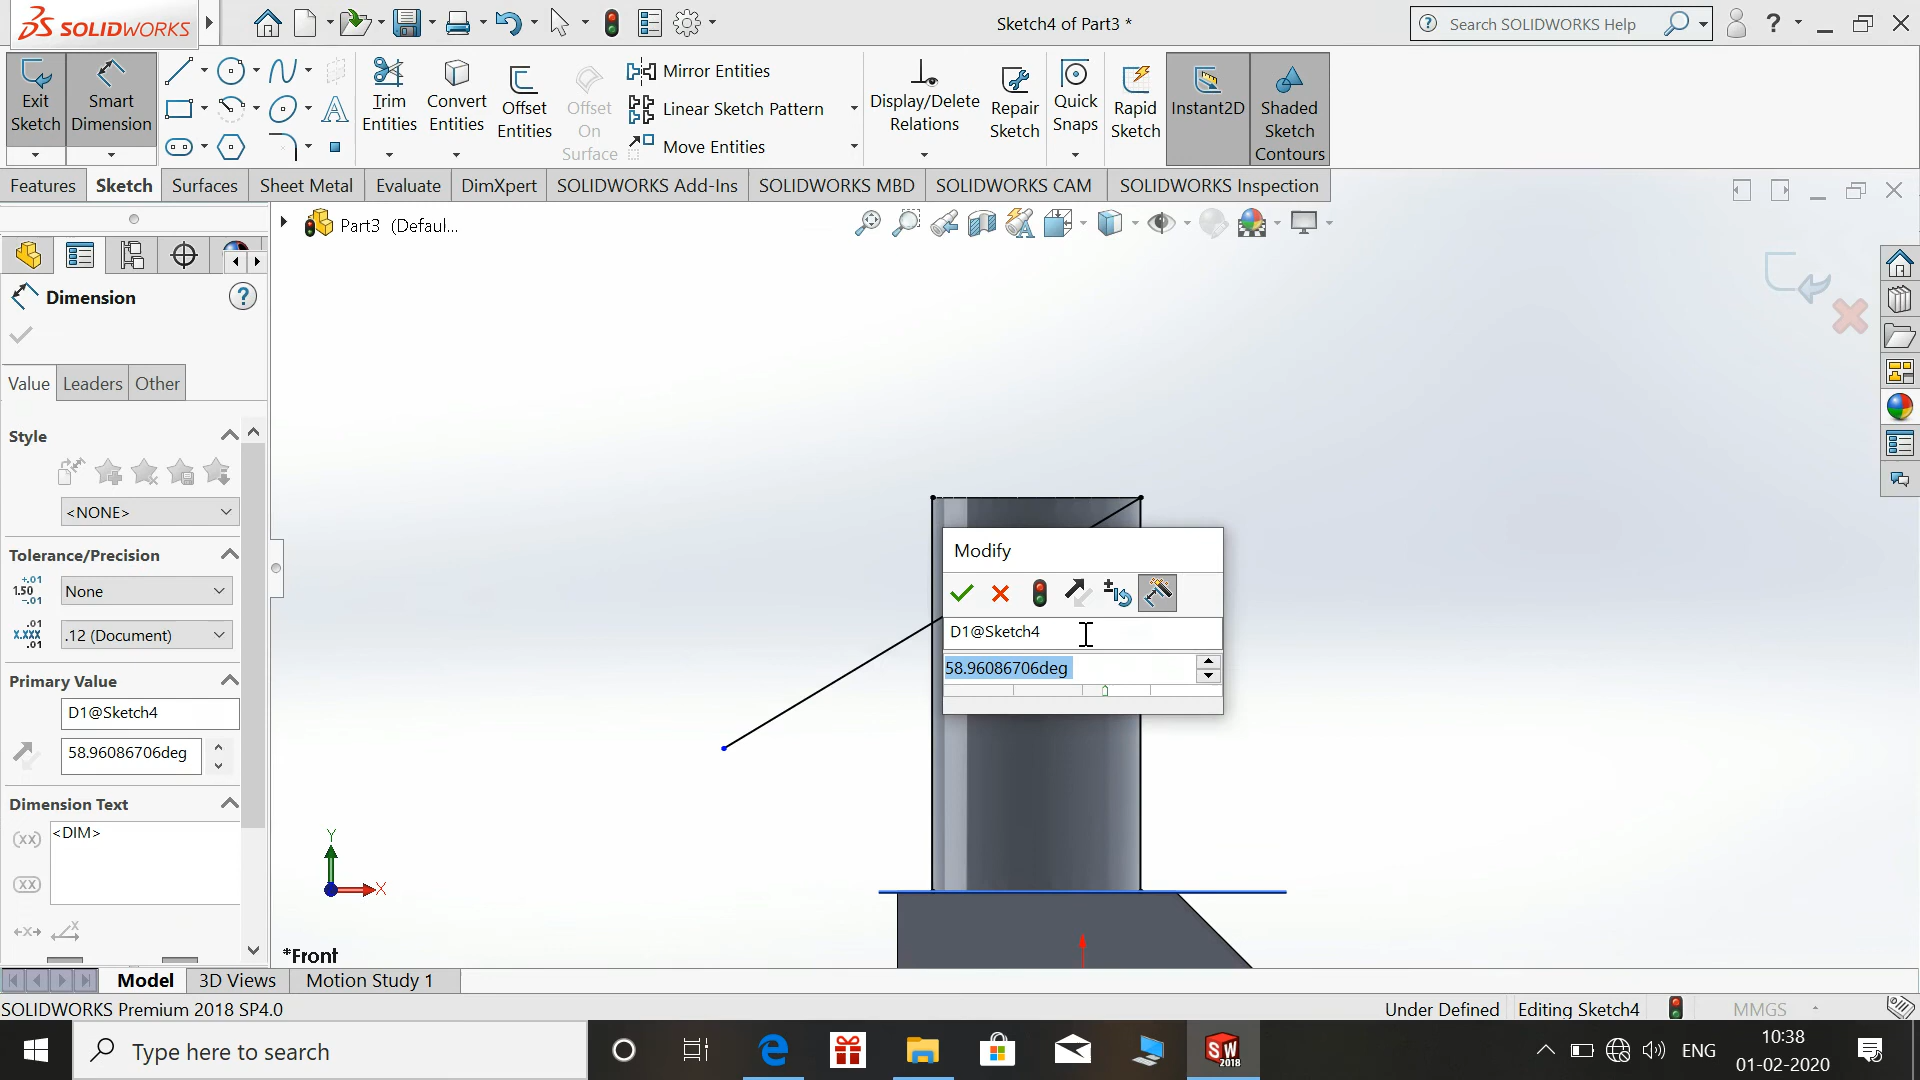 SOLIDWORKS
Sketch4 of Part3 *
Search SOLIDWORKS Help
Exit Sketch
Smart Dimension
Trim Entities
Convert Entities
Offset Entities
Offset On Surface
Mirror Entities
Linear Sketch Pattern
Move Entities
Display/Delete Relations
Repair Sketch
Quick Snaps
Rapid Sketch
Instant2D
Shaded Sketch Contours
Features
Sketch
Surfaces
Sheet Metal
Evaluate
DimXpert
SOLIDWORKS Add-Ins
SOLIDWORKS MBD
SOLIDWORKS CAM
SOLIDWORKS Inspection
Part3 (Defaul...
Dimension
Value
Leaders
Other
Style
<NONE>
Tolerance/Precision
None
.12 (Document)
Primary Value
D1@Sketch4
58.96086706deg
Dimension Text
<DIM>
Modify
D1@Sketch4
58.96086706deg
Y
X
*Front
Model
3D Views
Motion Study 1
SOLIDWORKS Premium 2018 SP4.0
Under Defined
Editing Sketch4
MMGS
Type here to search
SW
2018
ENG
10:38
01-02-2020